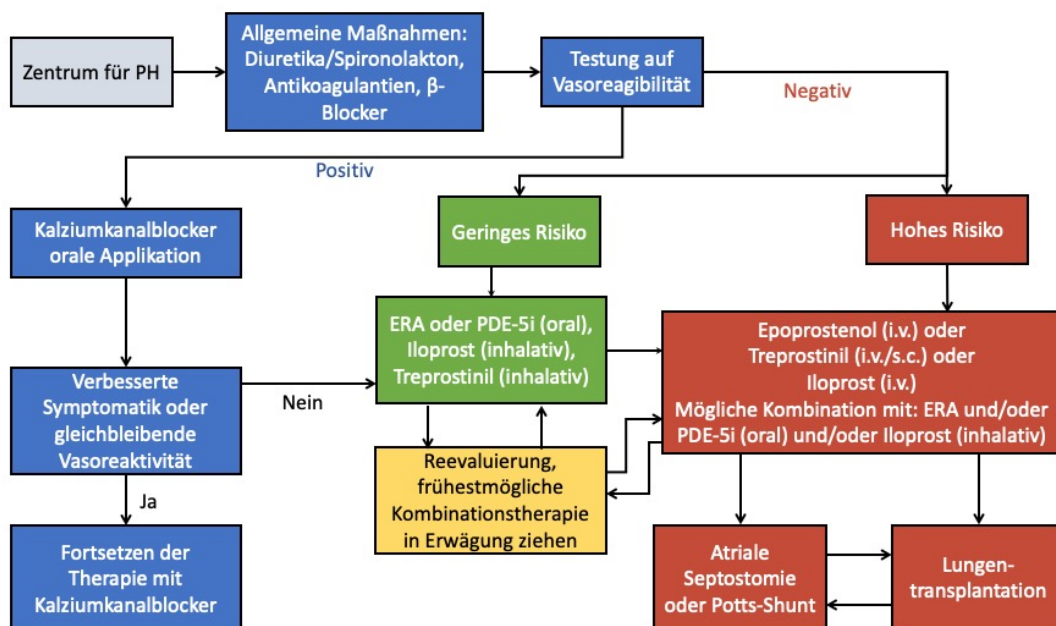 Zentrum für PH
Allgemeine Maßnahmen:
Diuretika/Spironolakton,
Antikoagulantien, β-
Blocker
Testung auf
Vasoreagibilität
Negativ
Positiv
Kalziumkanalblocker
orale Applikation
Geringes Risiko
Hohes Risiko
ERA oder PDE-5i (oral),
Iloprost (inhalativ),
Treprostinil (inhalativ)
Epoprostenol (i.v.) oder
Treprostinil (i.v./s.c.) oder
Iloprost (i.v.)
Mögliche Kombination mit: ERA und/oder
PDE-5i (oral) und/oder Iloprost (inhalativ)
Verbesserte
Symptomatik oder
gleichbleibende
Vasoreaktivität
Nein
Ja
Reevaluierung,
frühestmögliche
Kombinationstherapie
in Erwägung ziehen
Fortsetzen der
Therapie mit
Kalziumkanalblocker
Atriale
Septostomie
oder Potts-Shunt
Lungen-
transplantation